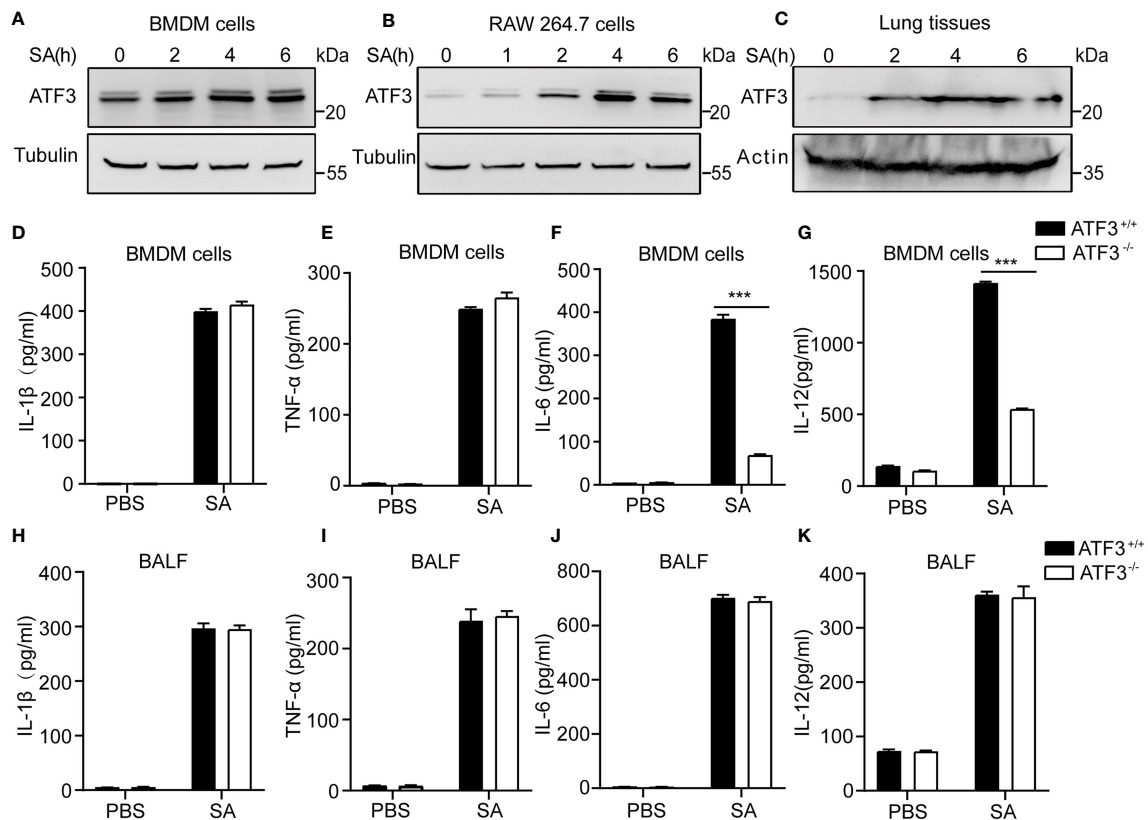 A
BMDM cells
SA(h) 0 2 4 6 kDa
ATF3
20
Tubulin
55
B
RAW 264.7 cells
0 1 2 4 6 kDa
ATF3
20
Tubulin
55
C
Lung tissues
SA(h) 0 2 4 6 kDa
ATF3
20
Actin
35
D
BMDM cells
IL-1β（pg/ml)
500
400
300
200
100
0
PBS SA
E
BMDM cells
TNF-α (pg/ml)
300
200
100
0
PBS SA
F
BMDM cells
***
IL-6 (pg/ml)
500
400
300
200
100
0
PBS SA
G
ATF3+/+
ATF3-/-
BMDM cells
***
IL-12(pg/ml)
1500
1000
500
0
PBS SA
H
BALF
IL-1β（pg/ml)
400
300
200
100
0
PBS SA
I
BALF
TNF-α (pg/ml)
300
200
100
0
PBS SA
J
BALF
IL-6 (pg/ml)
800
600
400
200
0
PBS SA
K
ATF3+/+
ATF3-/-
BALF
IL-12(pg/ml)
400
300
200
100
0
PBS SA